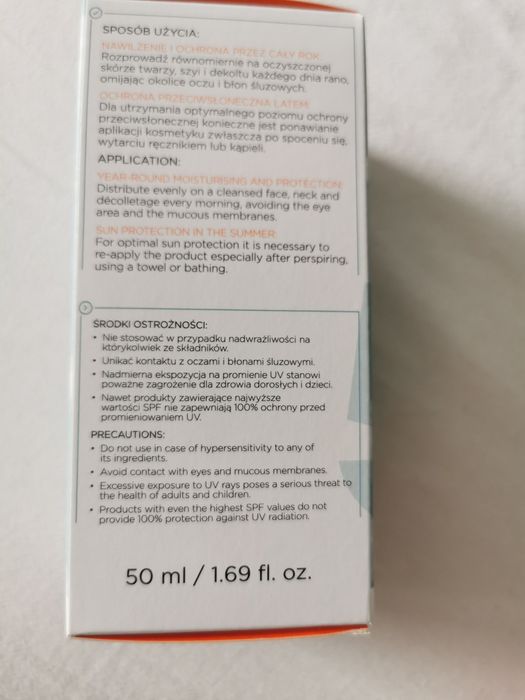 SPOSÓB UŻYCIA:
NAWILŻENIE I OCHRONA PRZEZ CAŁY ROK:
Rozprowadź równomiernie na oczyszczonej
skórze twarzy, szyi i dekoltu każdego dnia rano,
omijając okolice oczu i błon śluzowych.
OCHRONA PRZECIWSŁONECZNA LATEM:
Dla utrzymania optymalnego poziomu ochrony
przeciwsłonecznej konieczne jest ponawianie
aplikacji kosmetyku zwłaszcza po spoceniu się,
wytarciu ręcznikiem lub kąpieli.
APPLICATION:
YEAR-ROUND MOISTURISING AND PROTECTION:
Distribute evenly on a cleansed face, neck and
décolletage every morning, avoiding the eye
area and the mucous membranes.
SUN PROTECTION IN THE SUMMER:
For optimal sun protection it is necessary to
re-apply the product especially after perspiring,
using a towel or bathing.
ŚRODKI OSTROŻNOŚCI:
• Nie stosować w przypadku nadwrażliwości na
którykolwiek ze składników.
• Unikać kontaktu z oczami i błonami śluzowymi.
• Nadmierna ekspozycja na promienie UV stanowi
poważne zagrożenie dla zdrowia dorosłych i dzieci.
• Nawet produkty zawierające najwyższe
wartości SPF nie zapewniają 100% ochrony przed
promieniowaniem UV.
PRECAUTIONS:
• Do not use in case of hypersensitivity to any of
its ingredients.
• Avoid contact with eyes and mucous membranes.
• Excessive exposure to UV rays poses a serious threat to
the health of adults and children.
• Products with even the highest SPF values do not
provide 100% protection against UV radiation.
50 ml / 1.69 fl. oz.